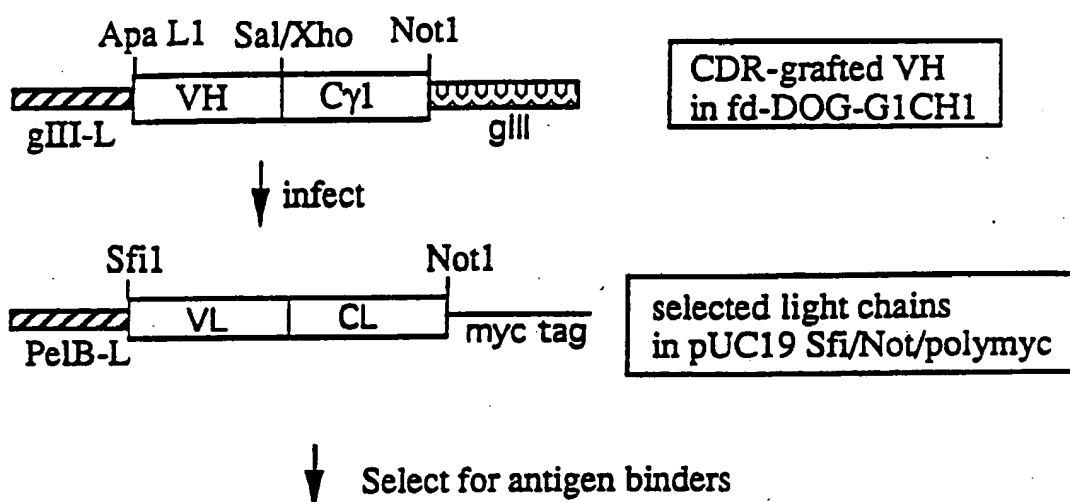 Apa L1 Sal/Xho Not1
VH Cγ1
gIII-L gIII
CDR-grafted VH
in fd-DOG-G1CH1
infect
Sfi1 Not1
VL CL
PelB-L myc tag
selected light chains
in pUC19 Sfi/Not/polymyc
Select for antigen binders